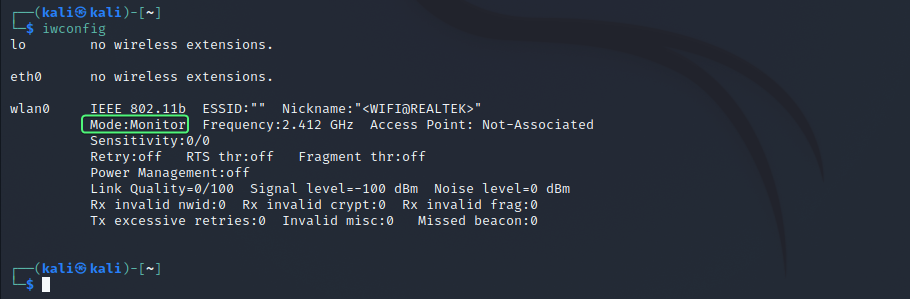 ┌──(kali㉿kali)-[~]
└─$ iwconfig
lo        no wireless extensions.
eth0      no wireless extensions.
wlan0     IEEE 802.11b  ESSID:""  Nickname:"<WIFI@REALTEK>"
          Mode:Monitor  Frequency:2.412 GHz  Access Point: Not-Associated
          Sensitivity:0/0
          Retry:off   RTS thr:off   Fragment thr:off
          Power Management:off
          Link Quality=0/100  Signal level=-100 dBm  Noise level=0 dBm
          Rx invalid nwid:0  Rx invalid crypt:0  Rx invalid frag:0
          Tx excessive retries:0  Invalid misc:0   Missed beacon:0
┌──(kali㉿kali)-[~]
└─$